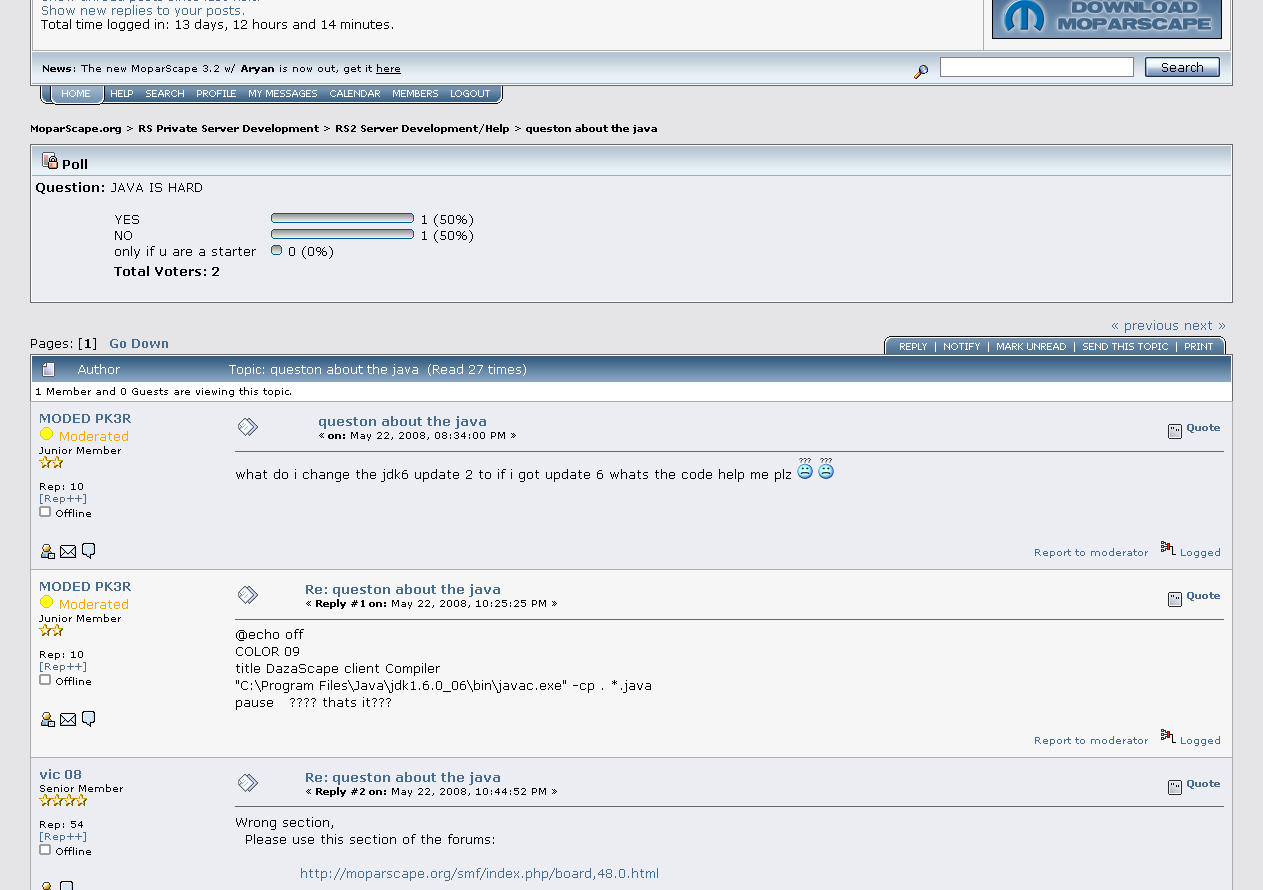 Show new replies to your posts.
Total time logged in: 13 days, 12 hours and 14 minutes.
DOWNLOAD
MOPARSCAPE
News: The new MoparScape 3.2 w/ Aryan is now out, get it here
Search
HOME HELP SEARCH PROFILE MY MESSAGES CALENDAR MEMBERS LOGOUT
MoparScape.org > RS Private Server Development > RS2 Server Development/Help > queston about the java
Poll
Question: JAVA IS HARD
YES 1 (50%)
NO 1 (50%)
only if u are a starter 0 (0%)
Total Voters: 2
« previous next »
Pages: [1] Go Down
REPLY | NOTIFY | MARK UNREAD | SEND THIS TOPIC | PRINT
Author Topic: queston about the java (Read 27 times)
1 Member and 0 Guests are viewing this topic.
MODED PK3R
Moderated
Junior Member
Rep: 10
[Rep++]
Offline
queston about the java
« on: May 22, 2008, 08:34:00 PM »
Quote
what do i change the jdk6 update 2 to if i got update 6 whats the code help me plz ??? ???
Report to moderator Logged
MODED PK3R
Moderated
Junior Member
Rep: 10
[Rep++]
Offline
Re: queston about the java
« Reply #1 on: May 22, 2008, 10:25:25 PM »
Quote
@echo off
COLOR 09
title DazaScape client Compiler
"C:\Program Files\Java\jdk1.6.0_06\bin\javac.exe" -cp . *.java
pause ???? thats it???
Report to moderator Logged
vic 08
Senior Member
Rep: 54
[Rep++]
Offline
Re: queston about the java
« Reply #2 on: May 22, 2008, 10:44:52 PM »
Quote
Wrong section,
Please use this section of the forums:
http://moparscape.org/smf/index.php/board,48.0.html